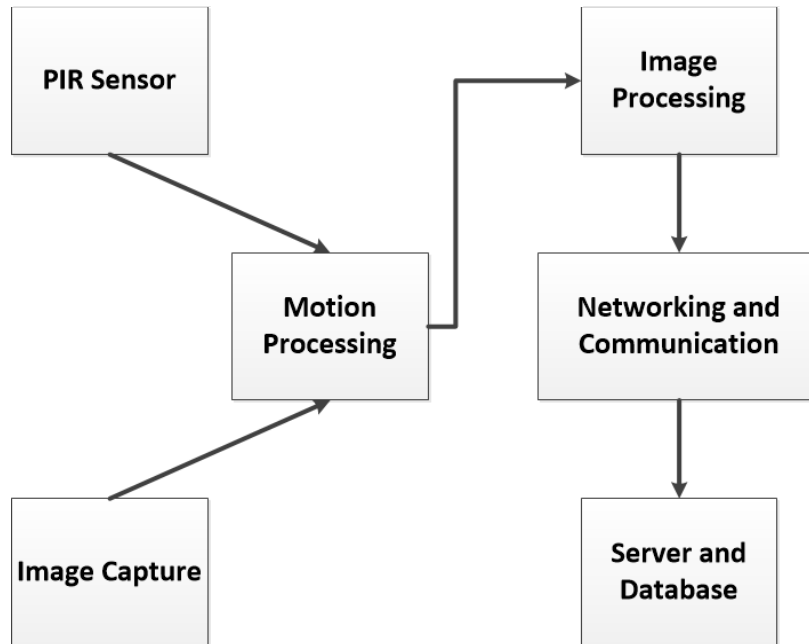 PIR Sensor
Image Capture
Motion
Processing
Image
Processing
Networking and
Communication
Server and
Database